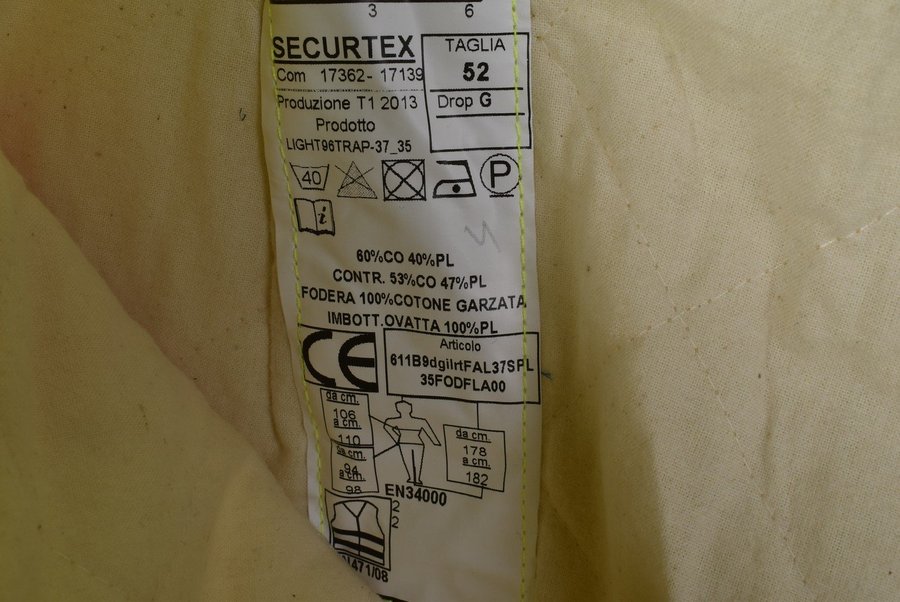 3 6
SECURTEX
Com 17362- 17139
Produzione T1 2013
Prodotto
LIGHT96TRAP-37_35
TAGLIA
52
Drop G
40
P
i
60%CO 40%PL
CONTR. 53%CO 47%PL
FODERA 100%COTONE GARZATA
IMBOTT.OVATTA 100%PL
CE
Articolo
611B9dgilrtFAL37SPL
35FODFLA00
da cm.
106
a cm.
110
da cm.
94
a cm.
98
da cm.
178
a cm.
182
EN34000
2
2
471/08